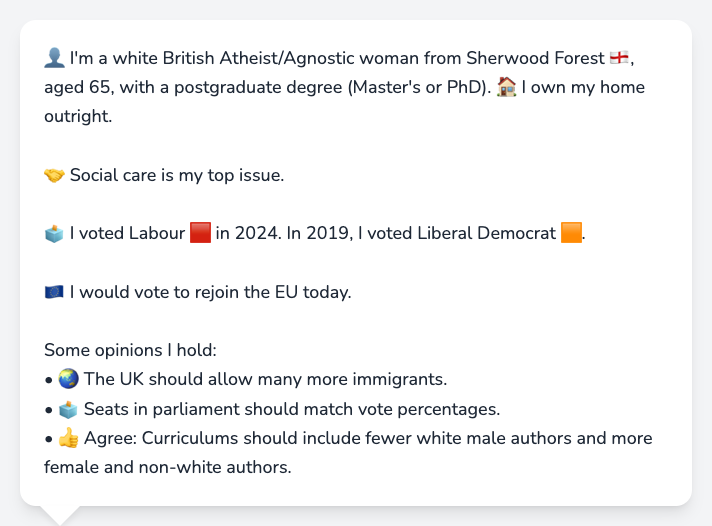 👤 I'm a white British Atheist/Agnostic woman from Sherwood Forest 🏴󠁧󠁢󠁥󠁮󠁧󠁿,
aged 65, with a postgraduate degree (Master's or PhD). 🏠 I own my home
outright.
🤝 Social care is my top issue.
🗳️ I voted Labour 🟥 in 2024. In 2019, I voted Liberal Democrat 🟧.
🇪🇺 I would vote to rejoin the EU today.
Some opinions I hold:
• 🌏 The UK should allow many more immigrants.
• 🗳️ Seats in parliament should match vote percentages.
• 👍 Agree: Curriculums should include fewer white male authors and more
female and non-white authors.